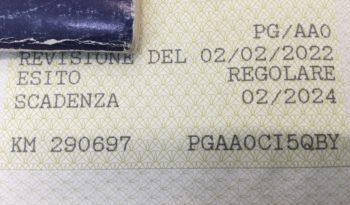 PG/AA0
REVISIONE DEL 02/02/2022
ESITO REGOLARE
SCADENZA 02/2024
KM 290697 PGAA0CI5QBY